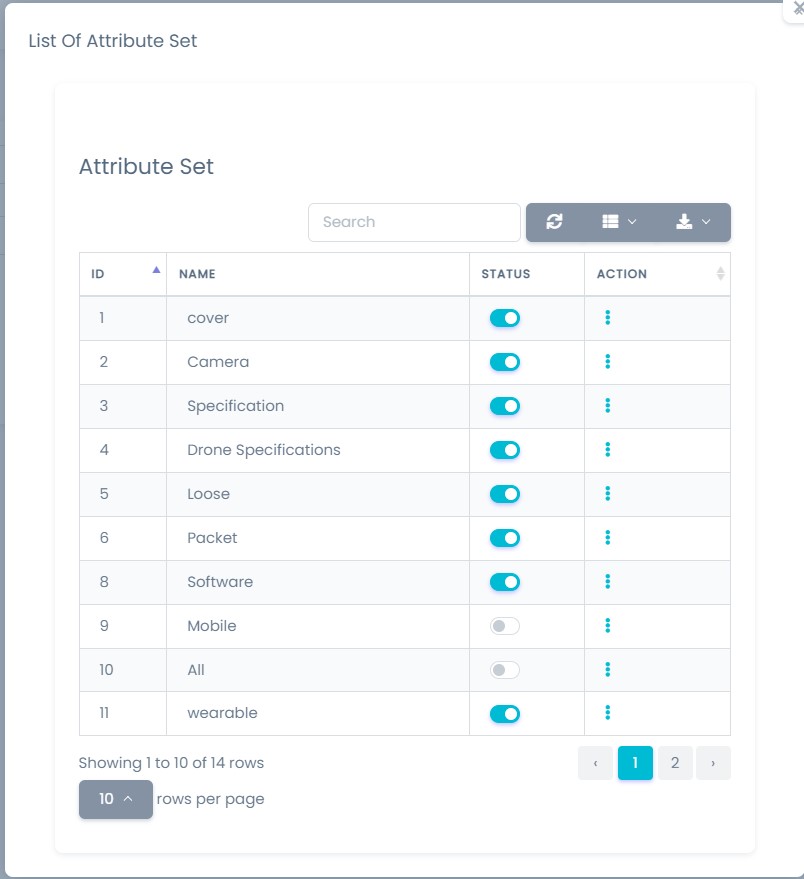 List Of Attribute Set
Attribute Set
Search
ID NAME STATUS ACTION
1 cover
2 Camera
3 Specification
4 Drone Specifications
5 Loose
6 Packet
8 Software
9 Mobile
10 All
11 wearable
Showing 1 to 10 of 14 rows ‹ 1 2 ›
10 rows per page